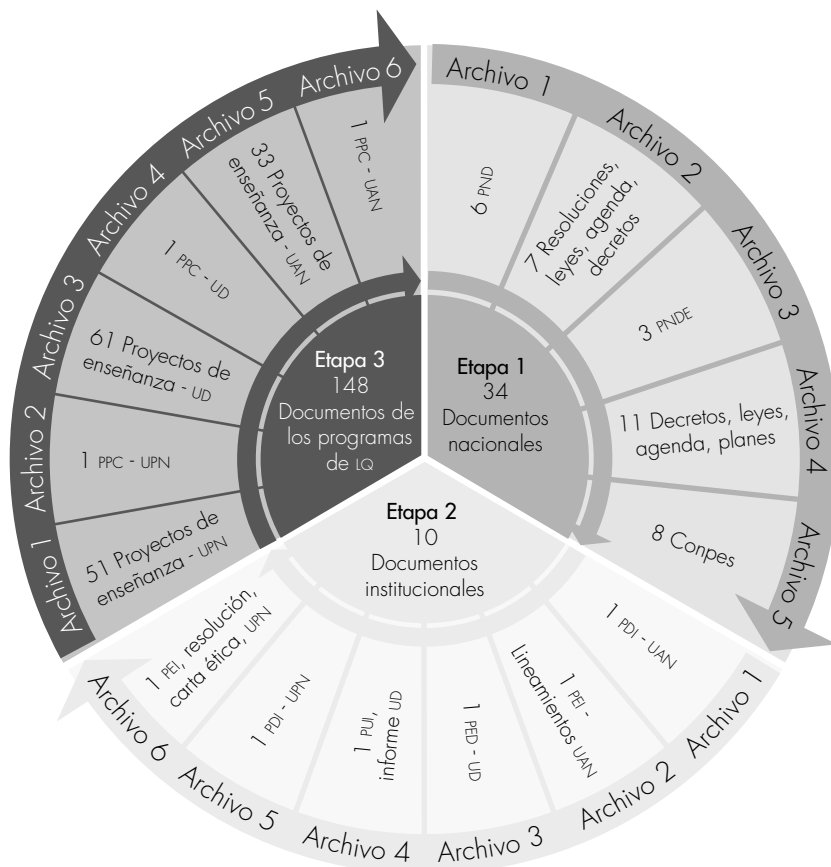 Etapa 1
34
Documentos
nacionales
Archivo 1
6 PND
Archivo 2
7 Resoluciones,
leyes, agenda,
decretos
Archivo 3
3 PNDE
Archivo 4
11 Decretos, leyes,
agenda, planes
Archivo 5
8 Conpes
Etapa 2
10
Documentos
institucionales
Archivo 1
1 PDI - UAN
Archivo 2
1 PEI -
Lineamientos UAN
Archivo 3
1 PED - UD
Archivo 4
1 PUI,
informe UD
Archivo 5
1 PDI - UPN
Archivo 6
1 PEI, resolución,
carta ética, UPN
Etapa 3
148
Documentos de
los programas
de LQ
Archivo 1
51 Proyectos de
enseñanza - UPN
Archivo 2
1 PPC - UPN
Archivo 3
61 Proyectos de
enseñanza - UD
Archivo 4
1 PPC - UD
Archivo 5
33 Proyectos de
enseñanza - UAN
Archivo 6
1 PPC - UAN